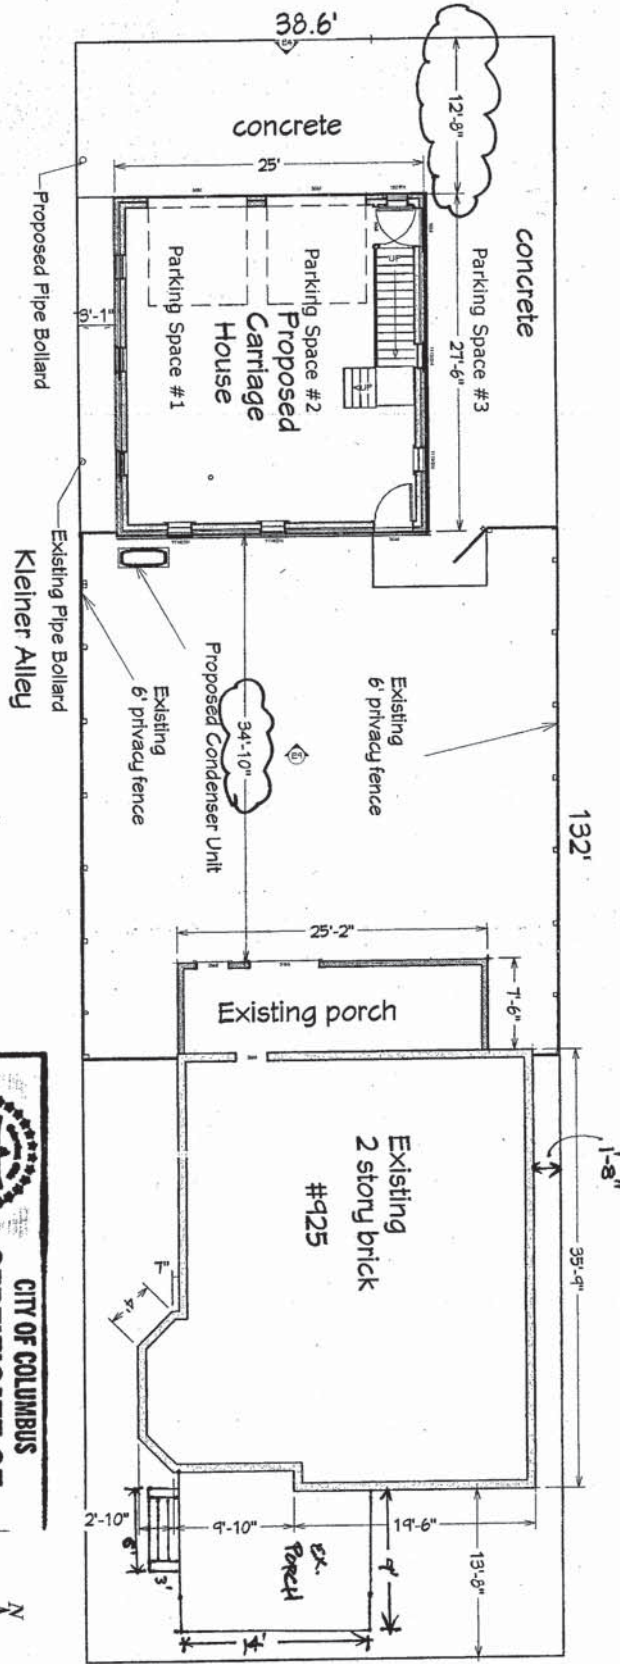 38.6'
12'-8"
concrete
concrete
25'
Proposed Pipe Bollard
Parking Space #3
27'-6"
UP
UP
Parking Space #2
Parking Space #1
Proposed
Carriage
House
3'-1"
Existing Pipe Bollard
Kleiner Alley
Proposed Condenser Unit
Existing
6' privacy fence
34'-10"
Existing
6' privacy fence
132'
25'-2"
7'-6"
Existing porch
1'-8"
35'-9"
Existing
2 story brick
#925
7"
4'
2'-10"
6'
3'
9'-10"
19'-6"
13'-8"
EX.
PORCH
9'
14'
CITY OF COLUMBUS
N